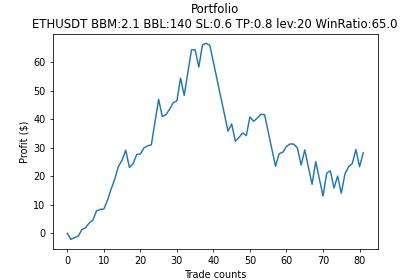 Portfolio
ETHUSDT BBM:2.1 BBL:140 SL:0.6 TP:0.8 lev:20 WinRatio:65.0
Profit ($)
60
50
40
30
20
10
0
0 10 20 30 40 50 60 70 80
Trade counts